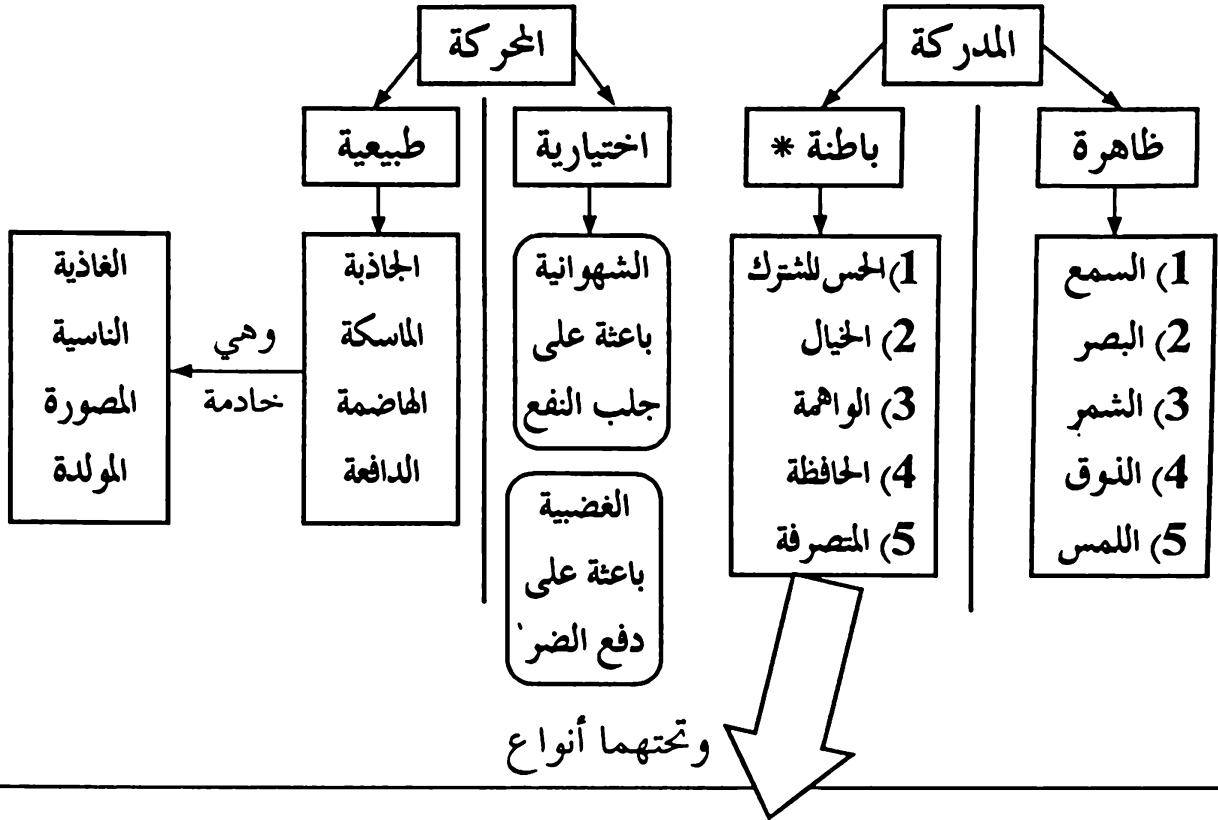 المدركة
ظاهرة
1) السمع
2) البصر
3) الشمر
4) الذوق
5) اللمس
باطنة *
1) الحس للشترك
2) الخيال
3) الواهمة
4) الحافظة
5) المتصرفة
المحركة
اختيارية
الشهوانية
باعثة على
جلب النفع
الغضبية
باعثة على
دفع الضر
وتحتهما أنواع
طبيعية
الجاذبة
الماسكة
الهاضمة
الدافعة
وهي
خادمة
الغاذية
الناسية
المصورة
المولدة